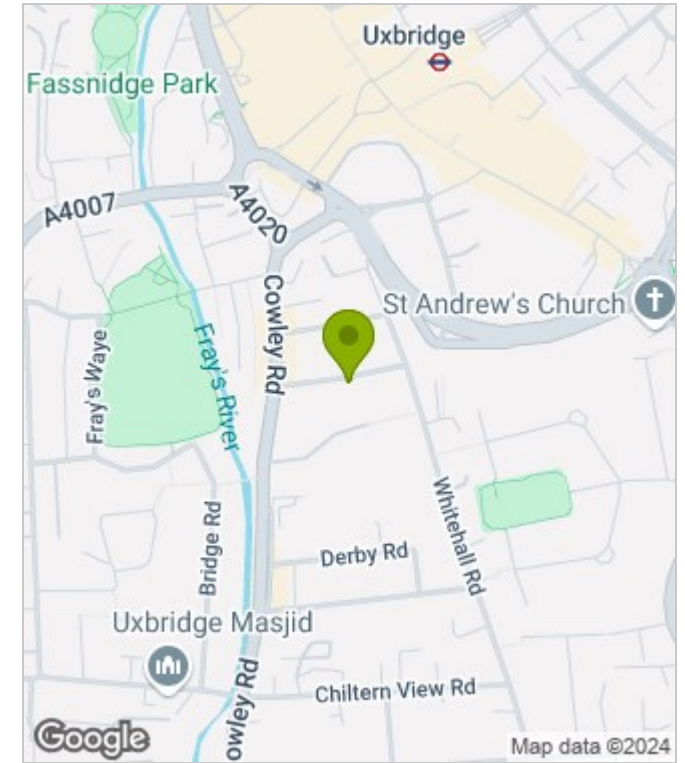 Uxbridge
Fassnidge Park
A4007
A4020
Cowley Rd
St Andrew's Church
Fray's Waye
Fray's River
Bridge Rd
Whitehall Rd
Derby Rd
Uxbridge Masjid
Chiltern View Rd
owley Rd
Google
Map data ©2024